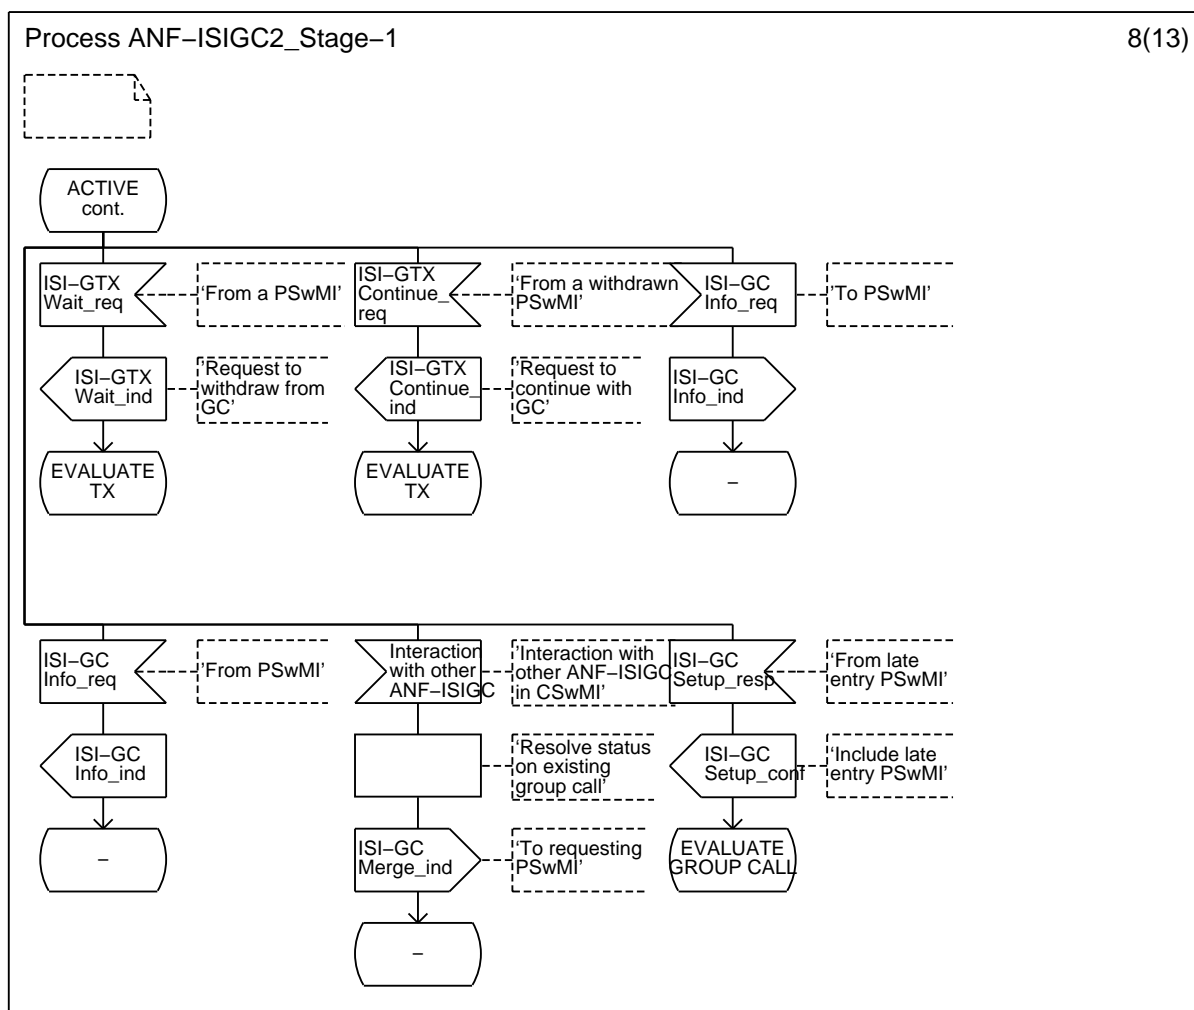 Process ANF−ISIGC2_Stage−1
8(13)
ACTIVE
cont.
ISI−GTX
Wait_req
'From a PSwMI'
ISI−GTX
Continue_
req
'From a withdrawn
PSwMI'
ISI−GC
Info_req
'To PSwMI'
ISI−GTX
Wait_ind
'Request to
withdraw from
GC'
ISI−GTX
Continue_
ind
'Request to
continue with
GC'
ISI−GC
Info_ind
EVALUATE
TX
EVALUATE
TX
−
ISI−GC
Info_req
'From PSwMI'
Interaction
with other
ANF−ISIGC
'Interaction with
other ANF−ISIGC
in CSwMI'
ISI−GC
Setup_resp
'From late
entry PSwMI'
ISI−GC
Info_ind
'Resolve status
on existing
group call'
ISI−GC
Setup_conf
'Include late
entry PSwMI'
−
ISI−GC
Merge_ind
'To requesting
PSwMI'
EVALUATE
GROUP CALL
−